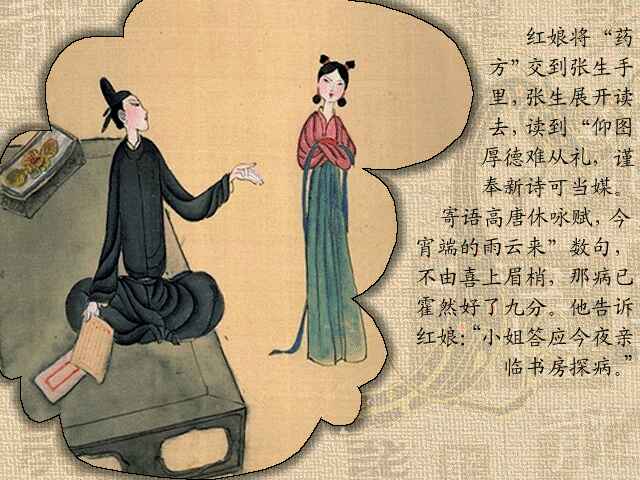 红娘将“药
方”交到张生手
里，张生展开读
去，读到“仰图
厚德难从礼，谨
奉新诗可当媒。
寄语高唐休咏赋，今
宵端的雨云来”数句，
不由喜上眉梢，那病已
霍然好了九分。他告诉
红娘：“小姐答应今夜亲
临书房探病。”